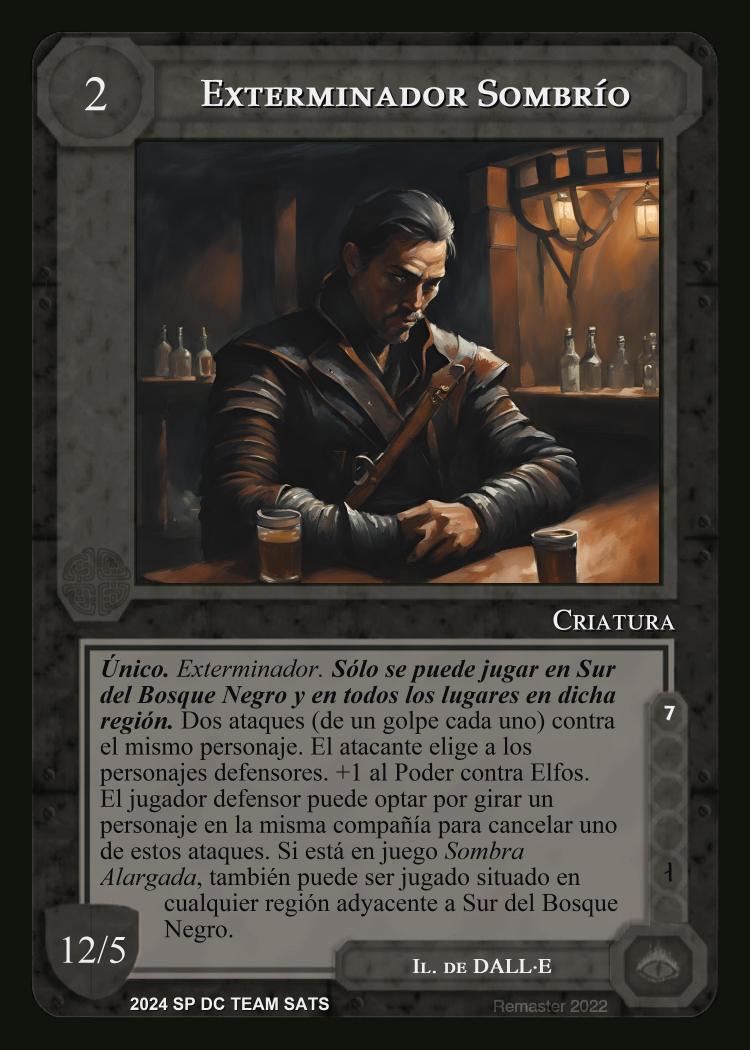 2
Exterminador Sombrío
Criatura
Único. Exterminador. Sólo se puede jugar en Sur
del Bosque Negro y en todos los lugares en dicha
región. Dos ataques (de un golpe cada uno) contra
el mismo personaje. El atacante elige a los
personajes defensores. +1 al Poder contra Elfos.
El jugador defensor puede optar por girar un
personaje en la misma compañía para cancelar uno
de estos ataques. Si está en juego Sombra
Alargada, también puede ser jugado situado en
cualquier región adyacente a Sur del Bosque
Negro.
7
12/5
Il. de DALL·E
2024 SP DC TEAM SATS
Remaster 2022